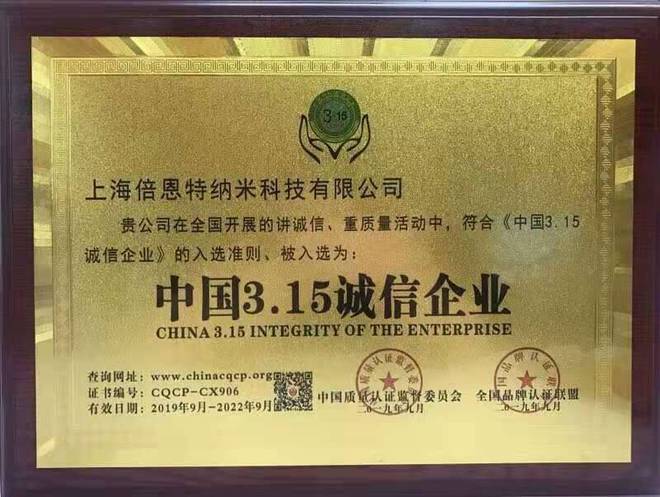 3·15
上海倍恩特纳米科技有限公司
贵公司在全国开展的讲诚信、重质量活动中，符合《中国3.15
诚信企业》的入选准则、被入选为：
中国3.15诚信企业
CHINA 3.15 INTEGRITY OF THE ENTERPRISE
查询网址：www.chinacqcp.org
证书编号：CQCP-CX906
有效日期：2019年9月-2022年9月
中国质量认证监督委员会
二〇一九年九月
全国品牌认证联盟
二〇一九年九月